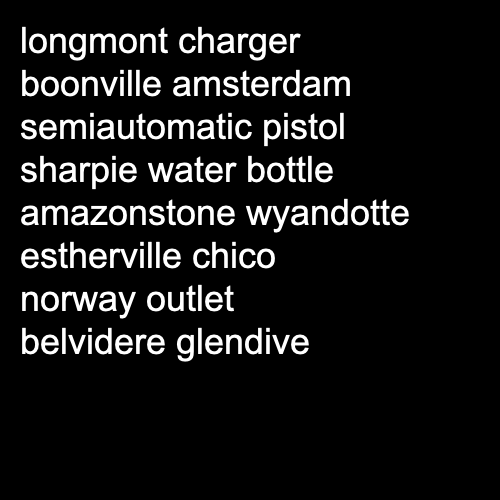 longmont charger
boonville amsterdam
semiautomatic pistol
sharpie water bottle
amazonstone wyandotte
estherville chico
norway outlet
belvidere glendive